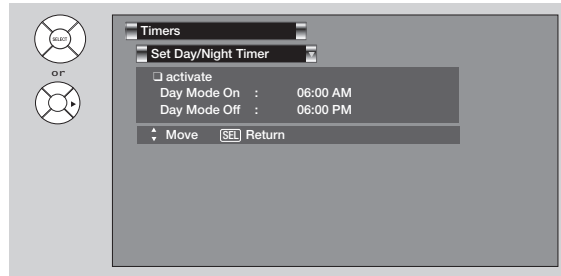 SELECT
or
Timers
Set Day/Night Timer
❏ activate
Day Mode On : 06:00 AM
Day Mode Off : 06:00 PM
Move SEL Return